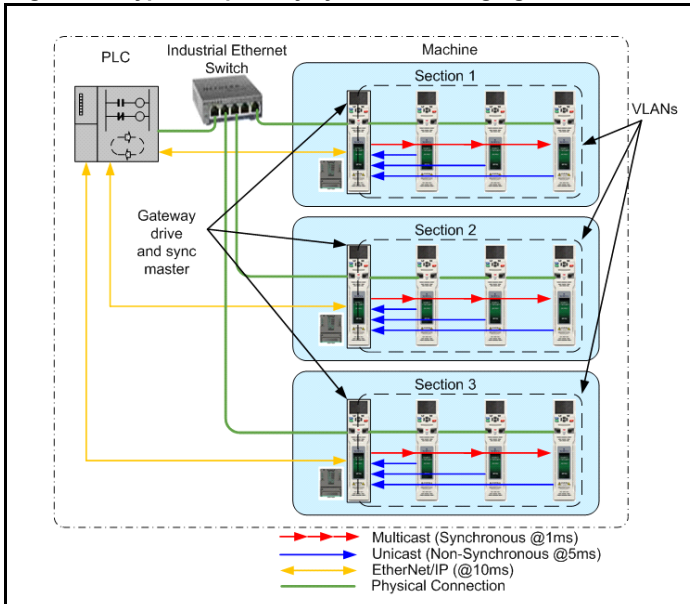 PLC
Industrial Ethernet
Switch
Machine
Section 1
VLANs
Gateway
drive
and sync
master
Section 2
Section 3
Multicast (Synchronous @1ms)
Unicast (Non-Synchronous @5ms)
EtherNet/IP (@10ms)
Physical Connection